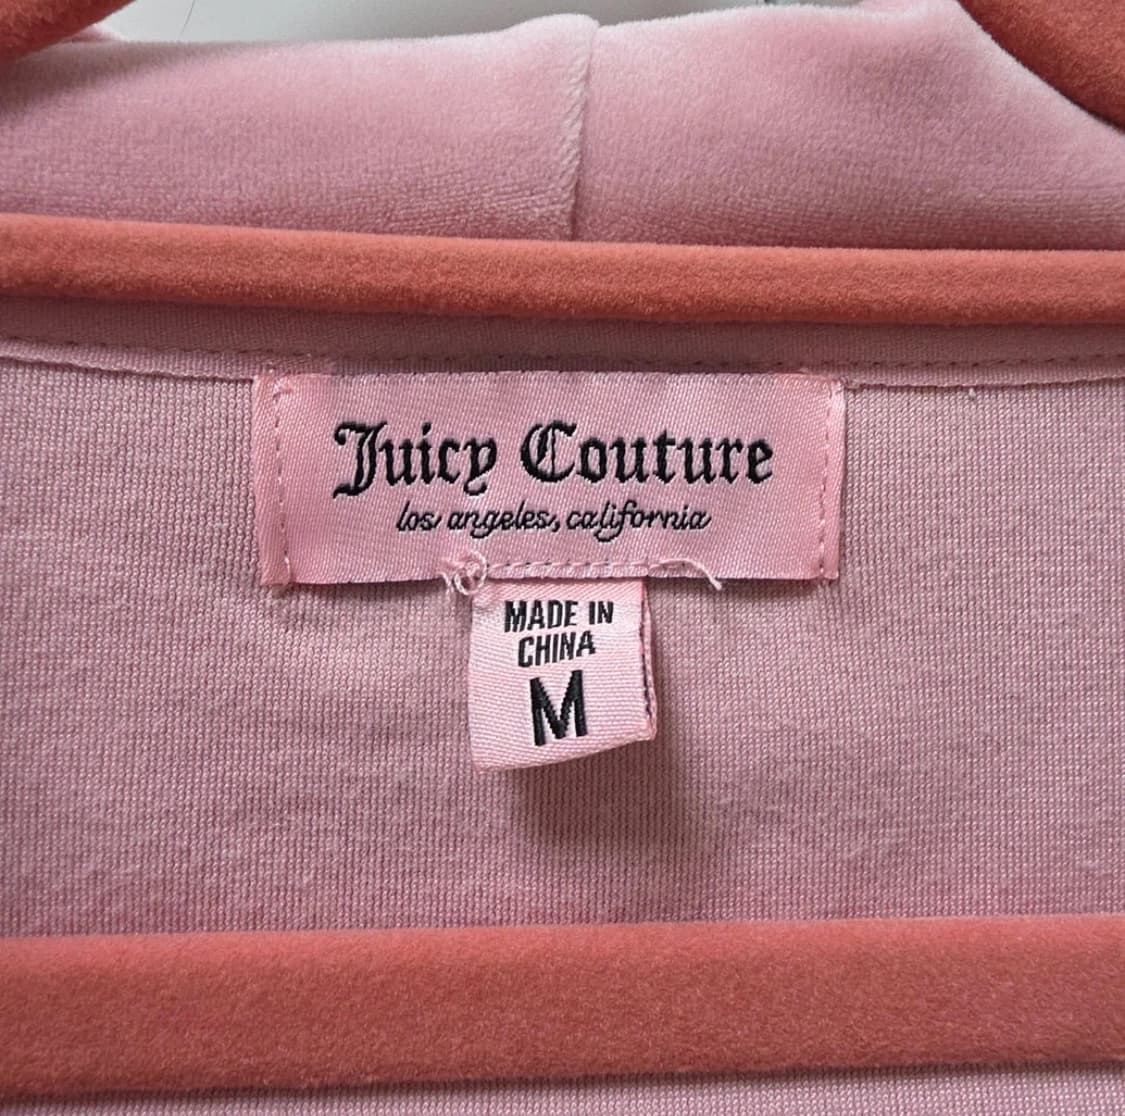 Juicy Couture
los angeles, california
MADE IN
CHINA
M